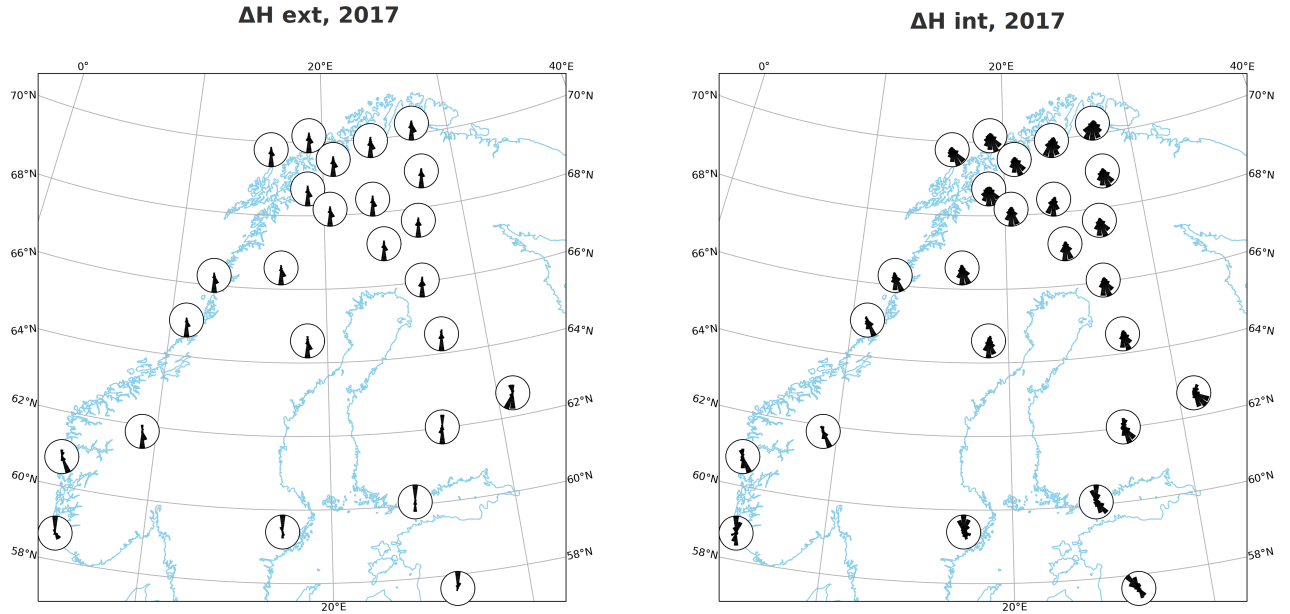 ΔH ext, 2017
ΔH int, 2017
0° 20°E 40°E
0° 20°E 40°E
70°N 70°N
70°N 70°N
68°N 68°N
68°N 68°N
66°N 66°N
66°N 66°N
64°N 64°N
64°N 64°N
62°N 62°N
62°N 62°N
60°N 60°N
60°N 60°N
58°N 58°N
58°N 58°N
20°E
20°E